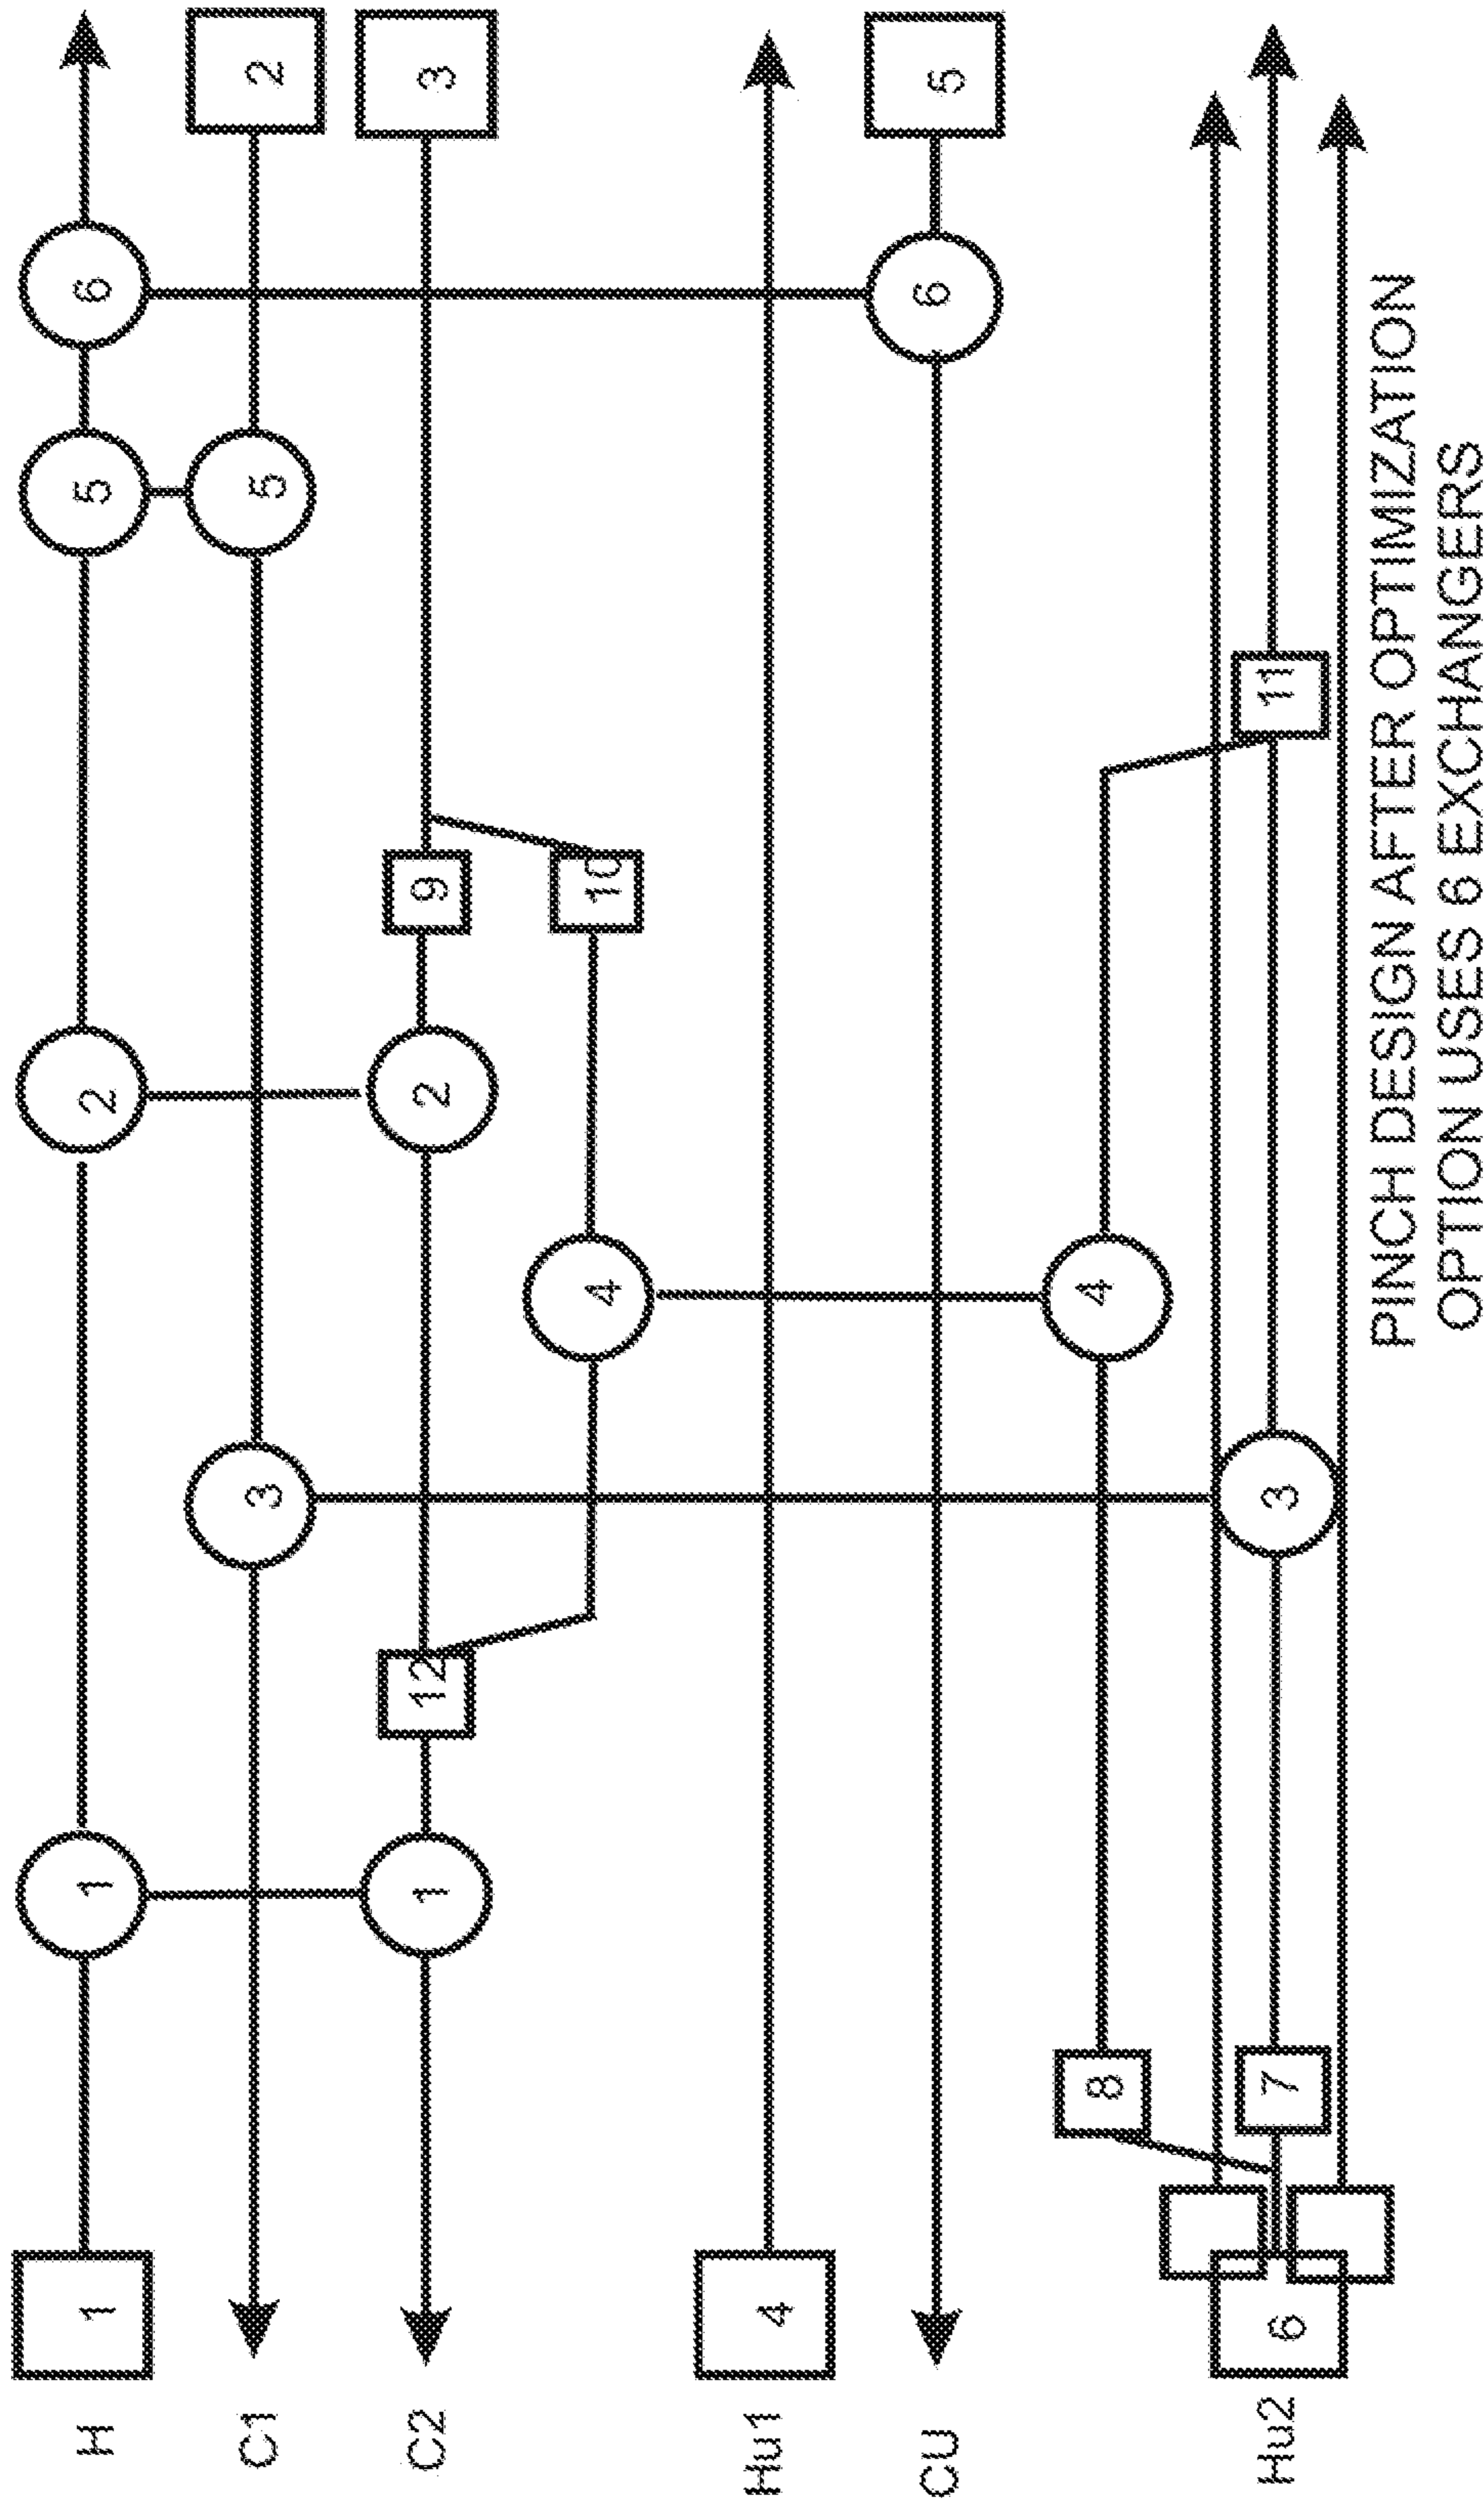 H 1 1 2 5 6
C1 3 5 2
C2 1 12 2 9 3
4 10
Hu1 4
CU 6 5
8 4
Hu2 6 7 3 11
PINCH DESIGN AFTER OPTIMIZATION
OPTION USES 6 EXCHANGERS